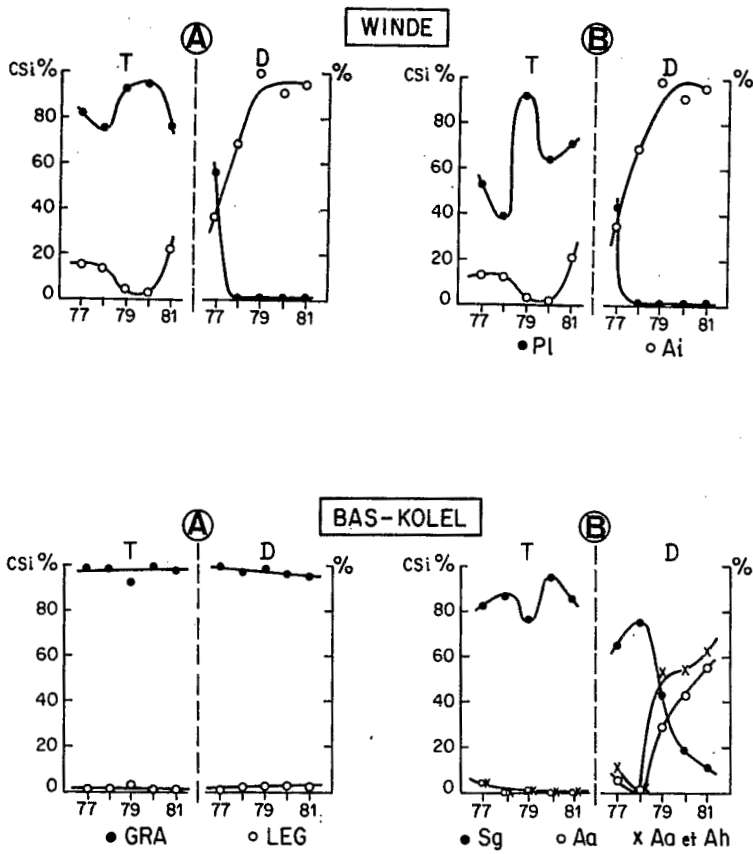 WINDE
A B
T D T D
CSi% % CSi% %
80 80
60 60
40 40
20 20
0 0
77 79 81 77 79 81 77 79 81 77 79 81
● Pl ○ Ai
BAS-KOLEL
A B
T D T D
CSi% % CSi% %
80 80
60 60
40 40
20 20
0 0
77 79 81 77 79 81 77 79 81 77 79 81
● GRA ○ LEG ● Sg ○ Aa X Aa et Ah